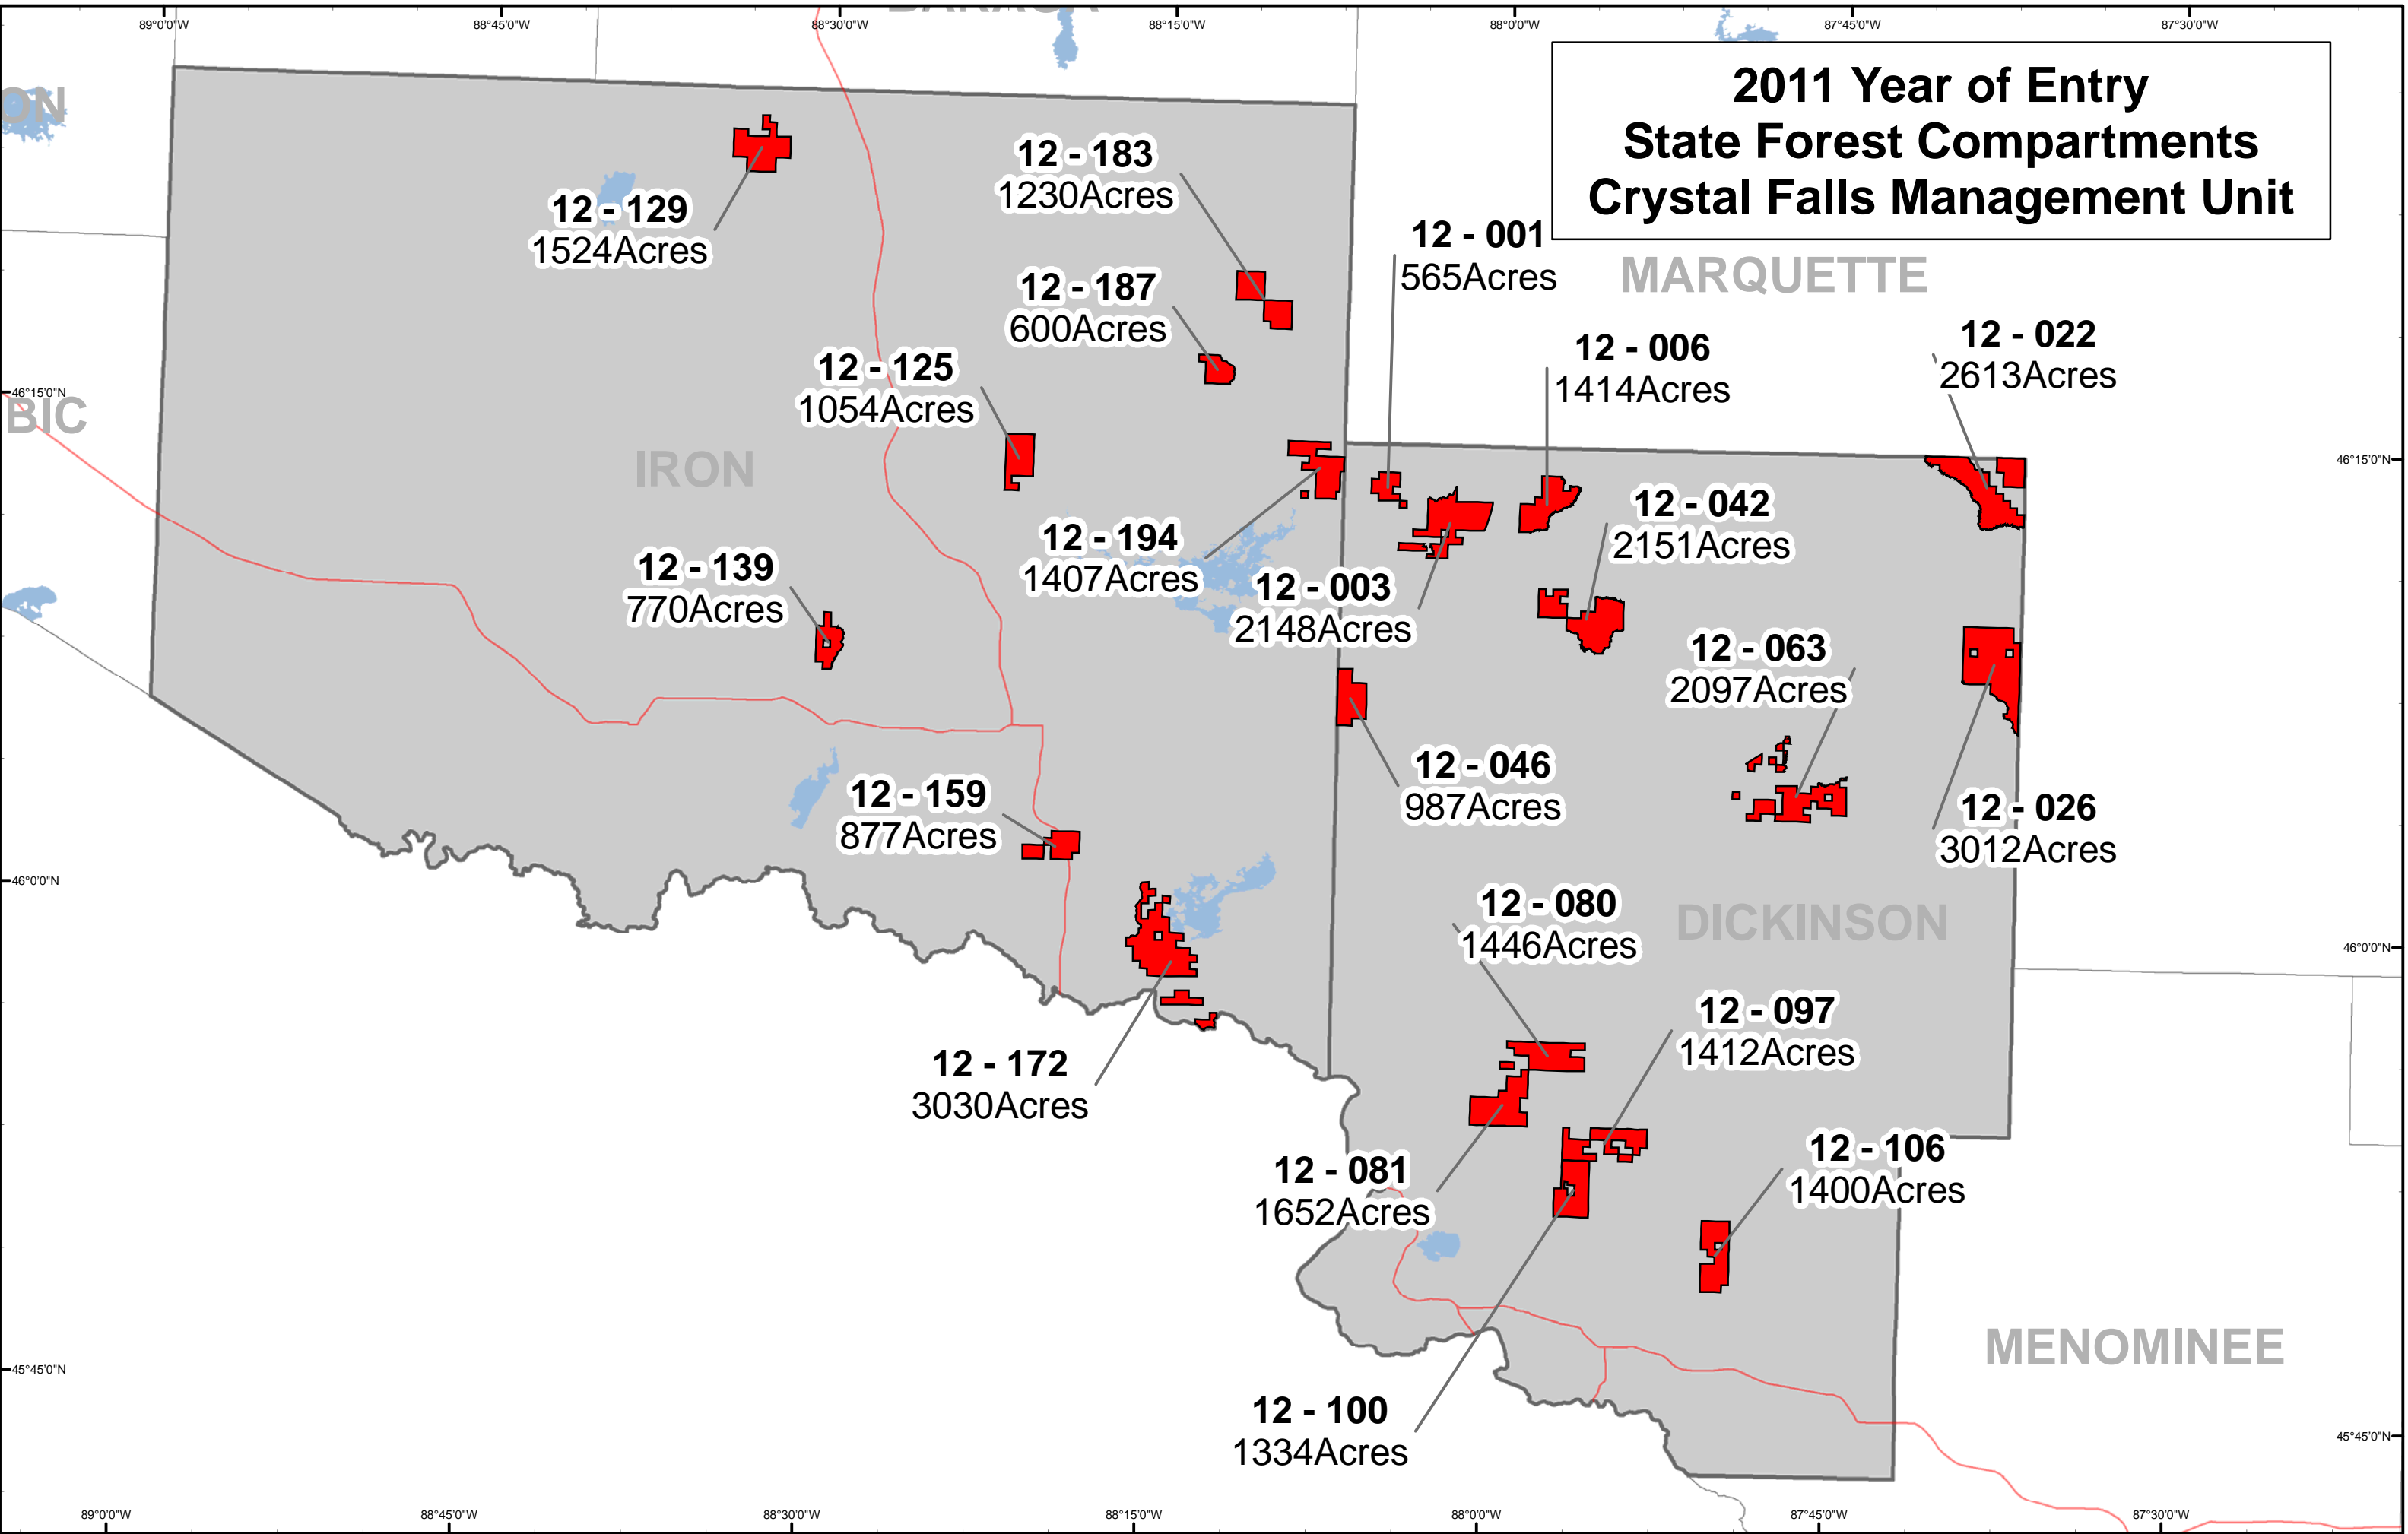 BARAGA
89°0'0"W
88°45'0"W
88°30'0"W
88°15'0"W
88°0'0"W
87°45'0"W
87°30'0"W
2011 Year of Entry
State Forest Compartments
Crystal Falls Management Unit
ON
12 - 129
1524Acres
12 - 183
1230Acres
12 - 187
600Acres
12 - 001
565Acres
MARQUETTE
12 - 006
1414Acres
12 - 022
2613Acres
12 - 125
1054Acres
46°15'0"N
BIC
IRON
46°15'0"N
12 - 042
2151Acres
12 - 194
1407Acres
12 - 139
770Acres
12 - 003
2148Acres
12 - 063
2097Acres
12 - 046
987Acres
12 - 159
877Acres
12 - 026
3012Acres
46°0'0"N
12 - 080
1446Acres
DICKINSON
46°0'0"N
12 - 097
1412Acres
12 - 172
3030Acres
12 - 081
1652Acres
12 - 106
1400Acres
MENOMINEE
45°45'0"N
12 - 100
1334Acres
45°45'0"N
89°0'0"W
88°45'0"W
88°30'0"W
88°15'0"W
88°0'0"W
87°45'0"W
87°30'0"W